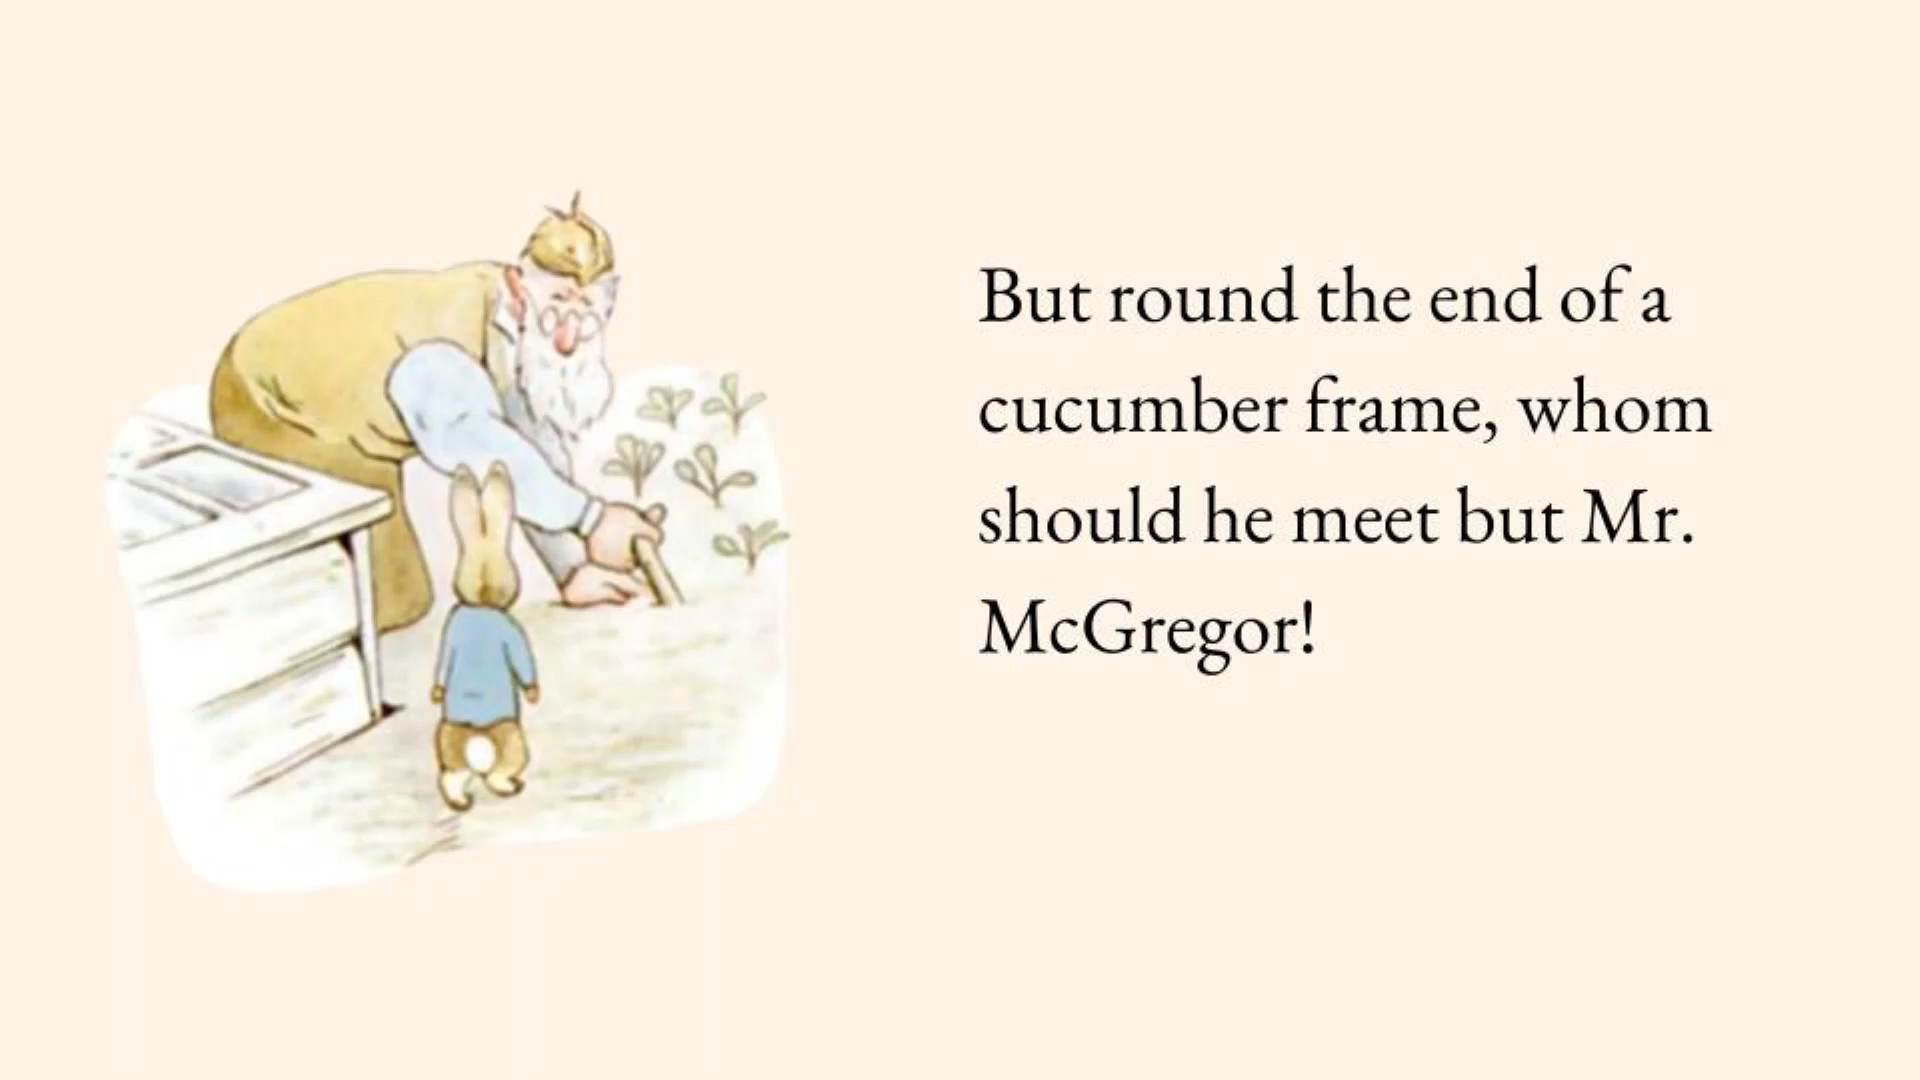 But round the end of a
cucumber frame, whom
should he meet but Mr.
McGregor!